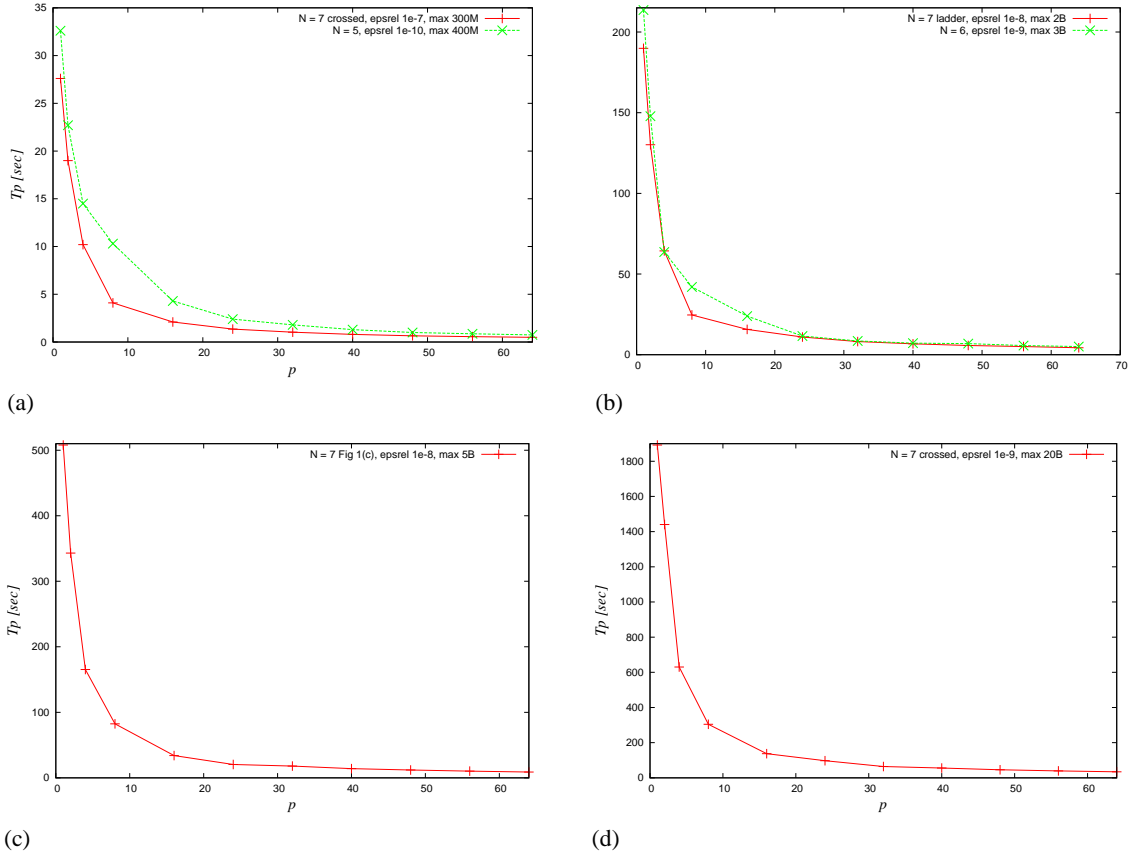 N = 7 crossed, epsrel 1e-7, max 300M
N = 5, epsrel 1e-10, max 400M
35
30
25
20
15
10
5
0
Tp [sec]
0 10 20 30 40 50 60
p
(a)
N = 7 ladder, epsrel 1e-8, max 2B
N = 6, epsrel 1e-9, max 3B
200
150
100
50
0
0 10 20 30 40 50 60 70
(b)
N = 7 Fig 1(c), epsrel 1e-8, max 5B
500
400
300
200
100
0
Tp [sec]
0 10 20 30 40 50 60
p
(c)
N = 7 crossed, epsrel 1e-9, max 20B
1800
1600
1400
1200
1000
800
600
400
200
0
Tp [sec]
0 10 20 30 40 50 60
p
(d)